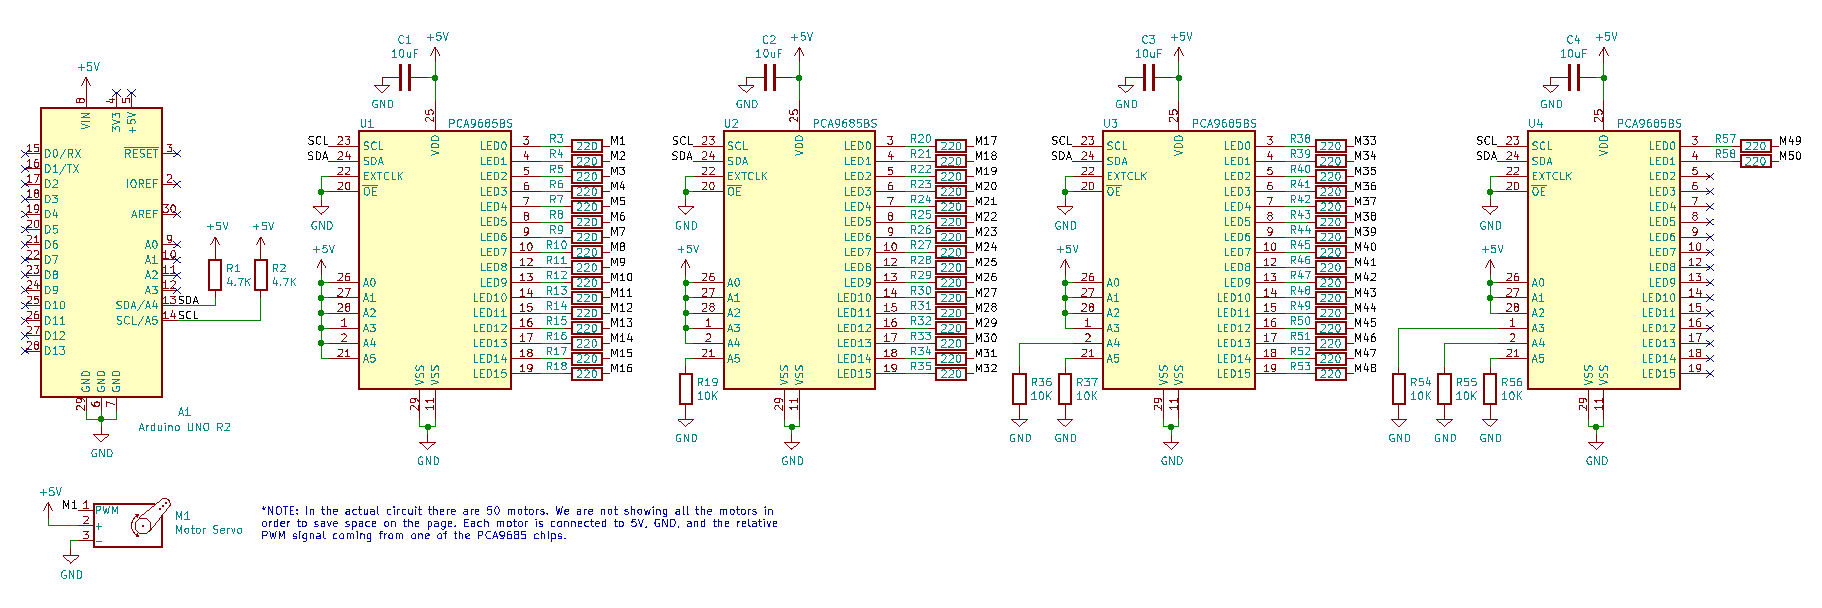 +5V
8
4
5
VIN
3V3
+5V
15 D0/RX
16 D1/TX
17 D2
18 D3
19 D4
20 D5
21 D6
22 D7
23 D8
24 D9
25 D10
26 D11
27 D12
28 D13
RESET 3
IOREF 2
AREF 30
A0 9
A1 10
A2 11
A3 12
SDA/A4 13 SDA
SCL/A5 14 SCL
GND GND GND
29 6 7
GND
A1
Arduino UNO R2
+5V
R1
4.7K
+5V
R2
4.7K
C1
10uF
+5V
GND
25
U1
PCA9685BS
VDD
SCL 23 SCL
SDA 24 SDA
22 EXTCLK
20 OE
GND
+5V
26 A0
27 A1
28 A2
1 A3
2 A4
21 A5
LED0 3 R3 220 M1
LED1 4 R4 220 M2
LED2 5 R5 220 M3
LED3 6 R6 220 M4
LED4 7 R7 220 M5
LED5 8 R8 220 M6
LED6 9 R9 220 M7
LED7 10 R10 220 M8
LED8 12 R11 220 M9
LED9 13 R12 220 M10
LED10 14 R13 220 M11
LED11 15 R14 220 M12
LED12 16 R15 220 M13
LED13 17 R16 220 M14
LED14 18 R17 220 M15
LED15 19 R18 220 M16
VSS VSS
29 11
GND
C2
10uF
+5V
GND
25
U2
PCA9685BS
VDD
SCL 23 SCL
SDA 24 SDA
22 EXTCLK
20 OE
GND
+5V
26 A0
27 A1
28 A2
1 A3
2 A4
21 A5
R19
10K
GND
LED0 3 R20 220 M17
LED1 4 R21 220 M18
LED2 5 R22 220 M19
LED3 6 R23 220 M20
LED4 7 R24 220 M21
LED5 8 R25 220 M22
LED6 9 R26 220 M23
LED7 10 R27 220 M24
LED8 12 R28 220 M25
LED9 13 R29 220 M26
LED10 14 R30 220 M27
LED11 15 R31 220 M28
LED12 16 R32 220 M29
LED13 17 R33 220 M30
LED14 18 R34 220 M31
LED15 19 R35 220 M32
VSS VSS
29 11
GND
C3
10uF
+5V
GND
25
U3
PCA9685BS
VDD
SCL 23 SCL
SDA 24 SDA
22 EXTCLK
20 OE
GND
+5V
26 A0
27 A1
28 A2
1 A3
2 A4
21 A5
R36
10K
GND
R37
10K
GND
LED0 3 R38 220 M33
LED1 4 R39 220 M34
LED2 5 R40 220 M35
LED3 6 R41 220 M36
LED4 7 R42 220 M37
LED5 8 R43 220 M38
LED6 9 R44 220 M39
LED7 10 R45 220 M40
LED8 12 R46 220 M41
LED9 13 R47 220 M42
LED10 14 R48 220 M43
LED11 15 R49 220 M44
LED12 16 R50 220 M45
LED13 17 R51 220 M46
LED14 18 R52 220 M47
LED15 19 R53 220 M48
VSS VSS
29 11
GND
C4
10uF
+5V
GND
25
U4
PCA9685BS
VDD
SCL 23 SCL
SDA 24 SDA
22 EXTCLK
20 OE
GND
+5V
26 A0
27 A1
28 A2
1 A3
2 A4
21 A5
R54
10K
GND
R55
10K
GND
R56
10K
GND
LED0 3 R57 220 M49
LED1 4 R58 220 M50
LED2 5
LED3 6
LED4 7
LED5 8
LED6 9
LED7 10
LED8 12
LED9 13
LED10 14
LED11 15
LED12 16
LED13 17
LED14 18
LED15 19
VSS VSS
29 11
GND
+5V
M1 1 PWM
2 +
3 -
GND
M1
Motor Servo
*NOTE: In the actual circuit there are 50 motors. We are not showing all the motors in
order to save space on the page. Each motor is connected to 5V, GND, and the relative
PWM signal coming from one of the PCA9685 chips.